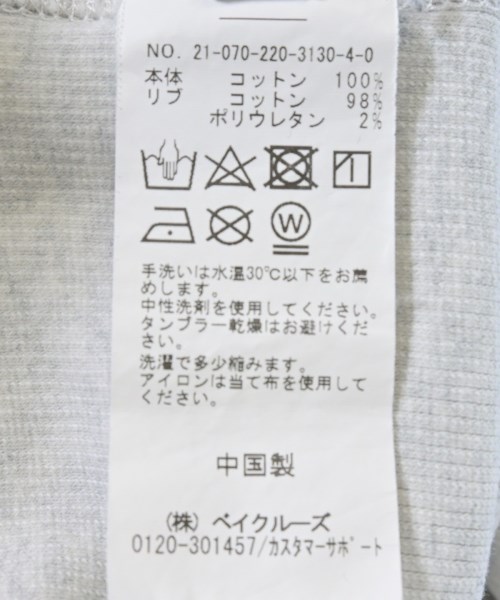 NO. 21-070-220-3130-4-0
本体 コットン 100%
リブ コットン 98%
ポリウレタン 2%
W
手洗いは水温30℃以下をお薦
めします。
中性洗剤を使用してください。
タンブラー乾燥はお避けくだ
さい。
洗濯で多少縮みます。
アイロンは当て布を使用して
ください。
中国製
(株) ベイクルーズ
0120-301457/カスタマーサポート